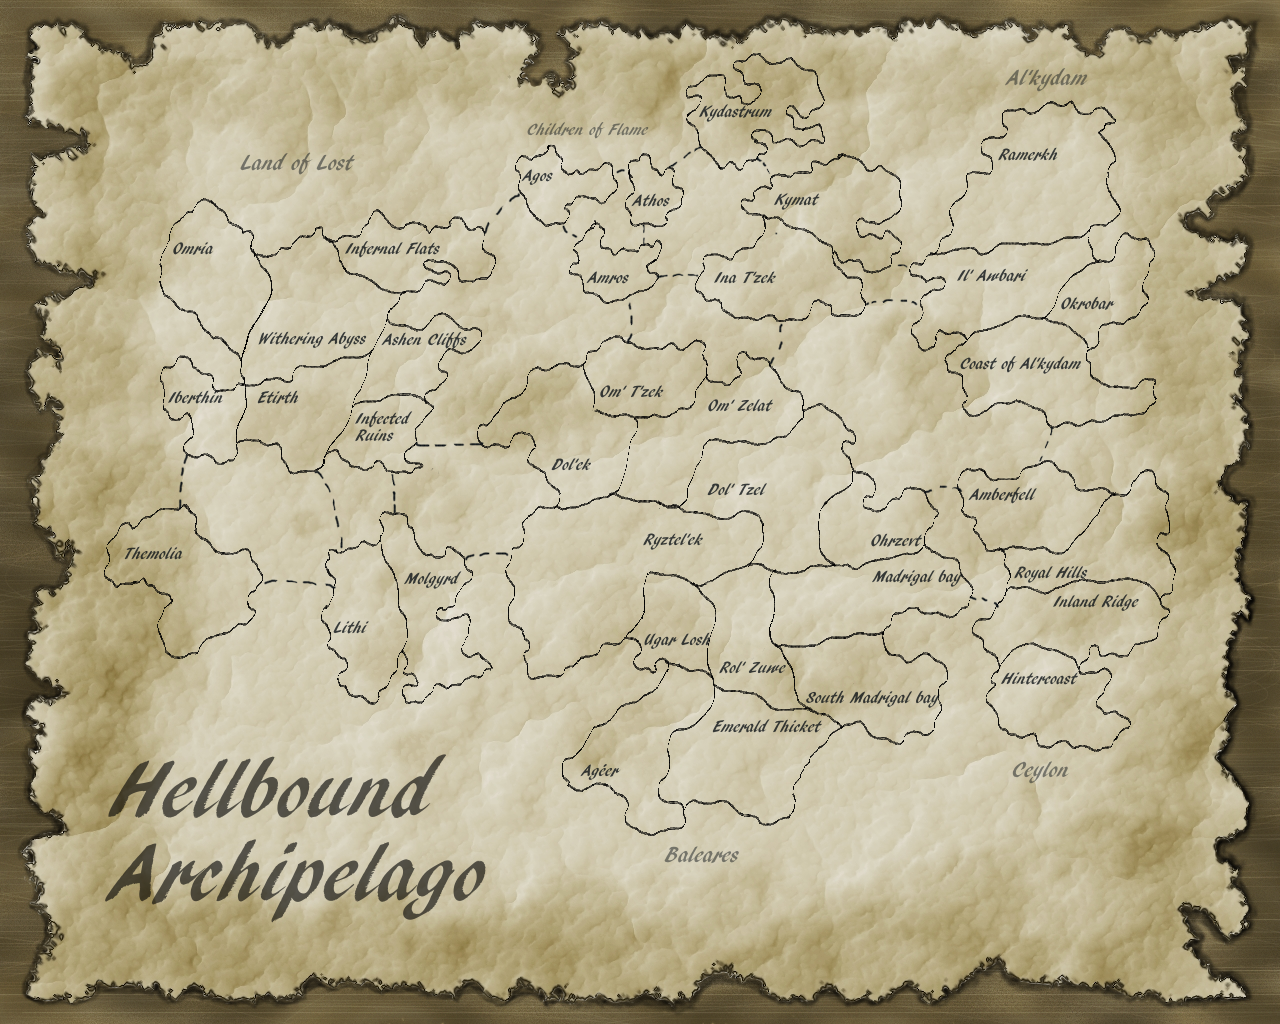 Al'kydam
Kydastrum
Children of Flame
Land of Lost
Ramerkh
Agos
Athos
Kymat
Omria
Infernal Flats
Amros
Ina T'zek
Il' Awbari
Okrobar
Withering Abyss
Ashen Cliffs
Coast of Al'kydam
Iberthin
Etirth
Om' T'zek
Om' Zelat
Infected
Ruins
Dol'ek
Dol' Tzel
Amberfell
Themolia
Ryztel'ek
Ohrzert
Molgyrd
Madrigal bay
Royal Hills
Inland Ridge
Lithi
Ugar Losh
Rol' Zuwe
Hintercoast
South Madrigal bay
Emerald Thicket
Agéer
Ceylon
Hellbound
Archipelago
Baleares